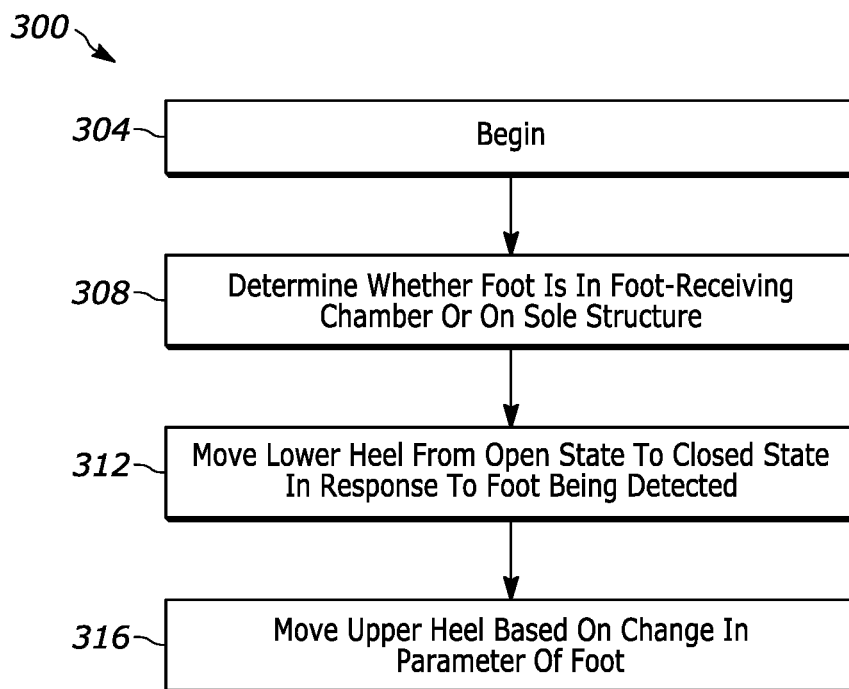 300
304
Begin
308
Determine Whether Foot Is In Foot-Receiving
Chamber Or On Sole Structure
312
Move Lower Heel From Open State To Closed State
In Response To Foot Being Detected
316
Move Upper Heel Based On Change In
Parameter Of Foot